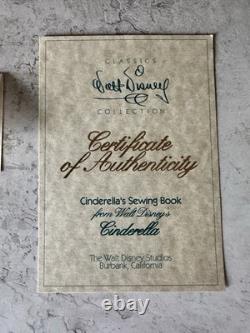 CLASSICS
Walt Disney
COLLECTION
Certificate
of Authenticity
Cinderella's Sewing Book
from Walt Disney's
Cinderella
The Walt Disney Studios
Burbank, California